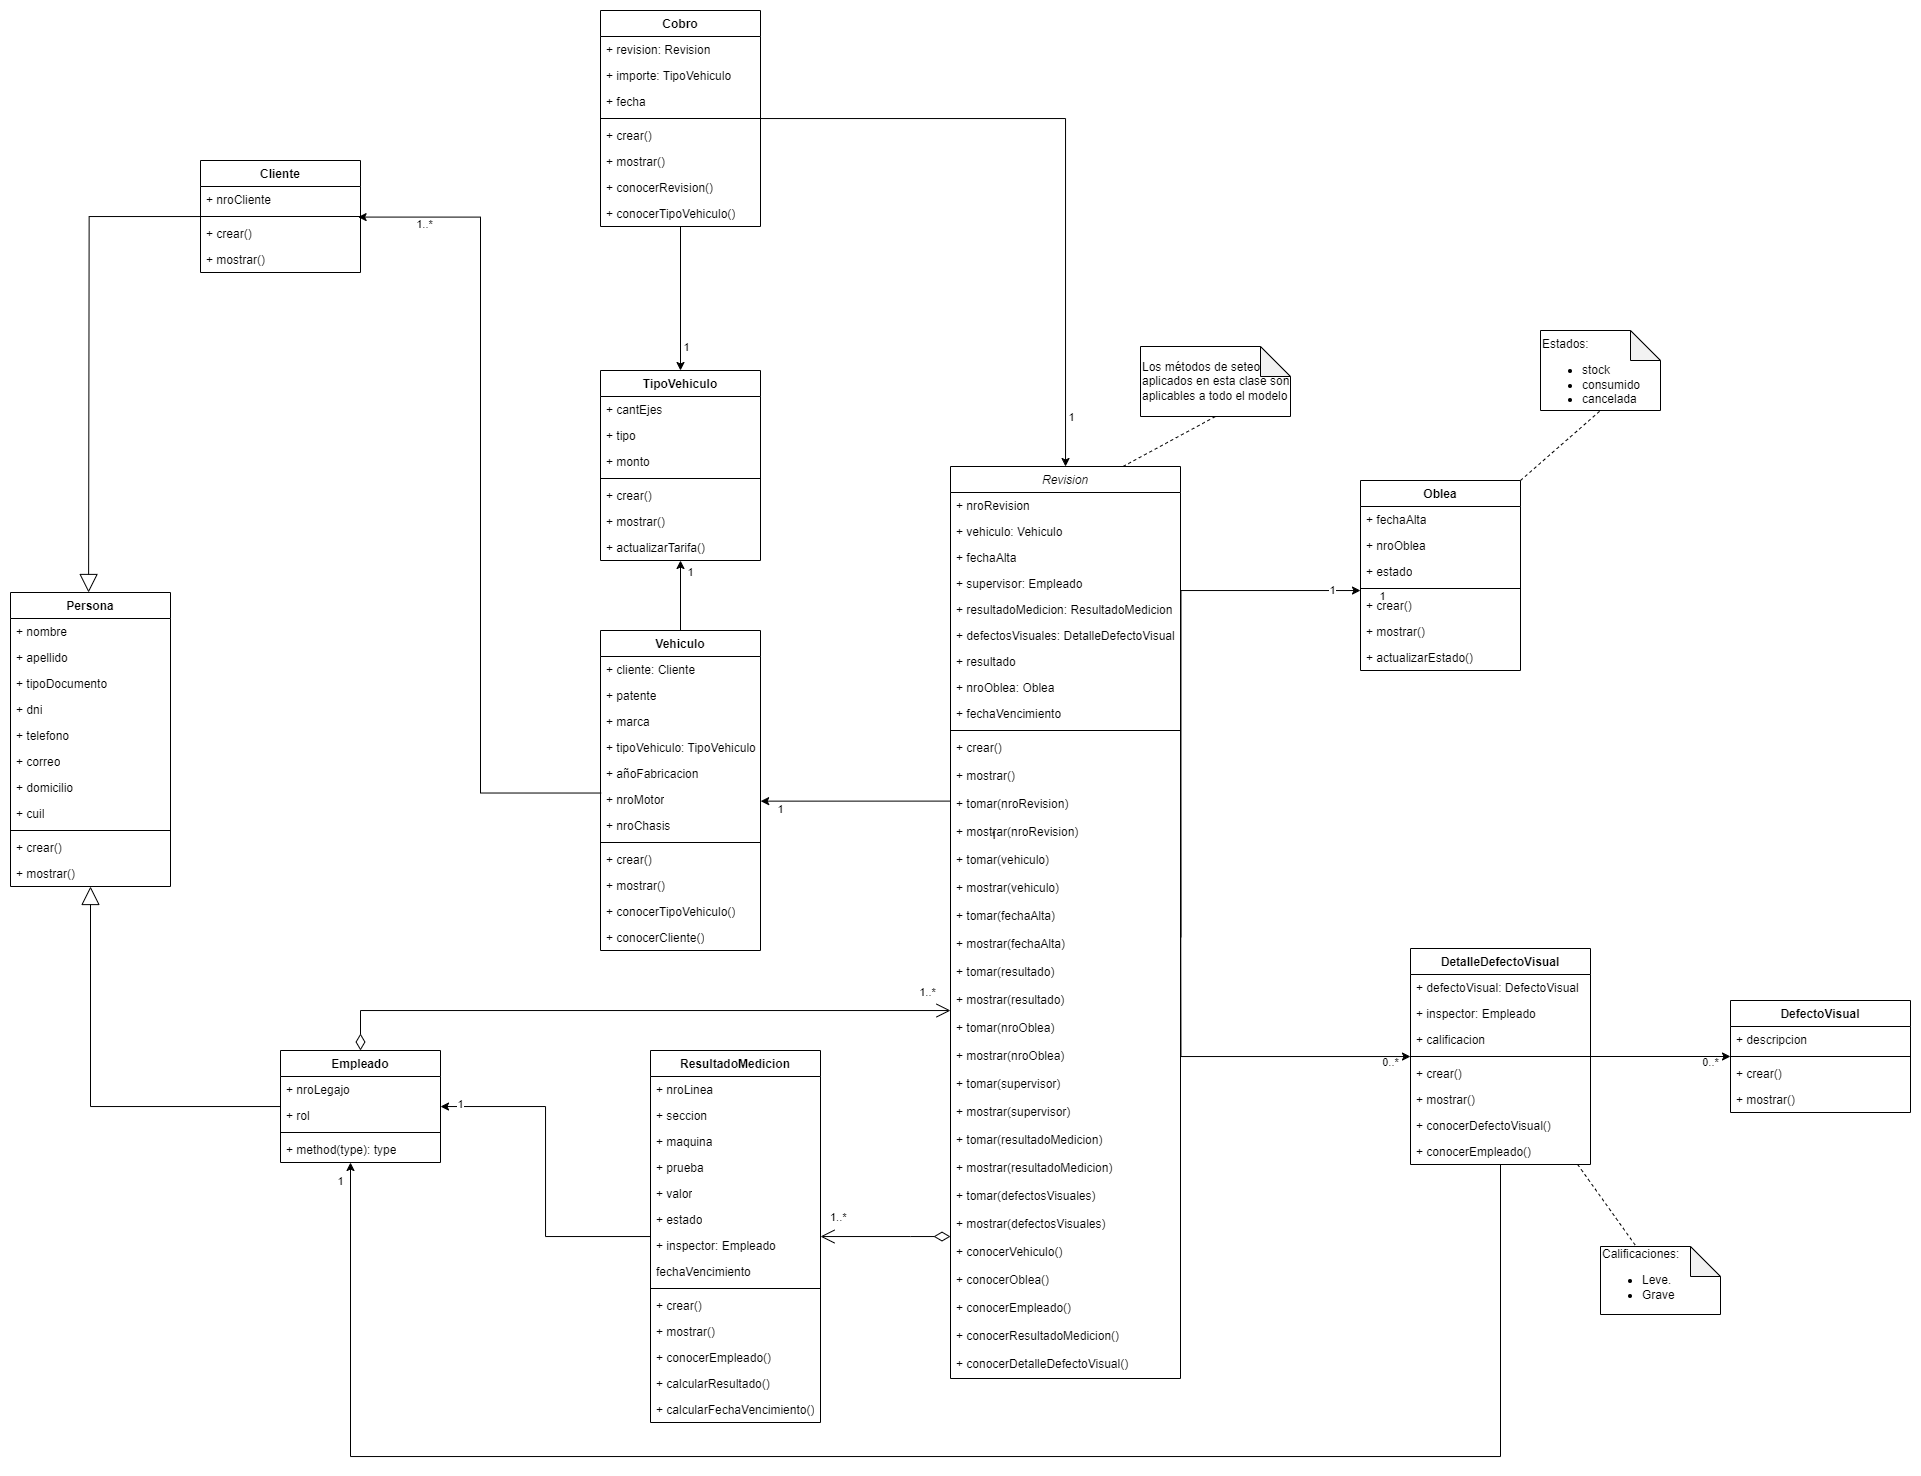 Cobro
+ revision: Revision
+ importe: TipoVehiculo
+ fecha
+ crear()
+ mostrar()
+ conocerRevision()
+ conocerTipoVehiculo()
Cliente
+ nroCliente
+ crear()
+ mostrar()
1..*
1
TipoVehiculo
+ cantEjes
+ tipo
+ monto
+ crear()
+ mostrar()
+ actualizarTarifa()
1
Los métodos de seteo
aplicados en esta clase son
aplicables a todo el modelo
Estados:
• stock
• consumido
• cancelada
1
Revision
+ nroRevision
+ vehiculo: Vehiculo
+ fechaAlta
+ supervisor: Empleado
+ resultadoMedicion: ResultadoMedicion
+ defectosVisuales: DetalleDefectoVisual
+ resultado
+ nroOblea: Oblea
+ fechaVencimiento
+ crear()
+ mostrar()
+ tomar(nroRevision)
+ mostrar(nroRevision)
+ tomar(vehiculo)
+ mostrar(vehiculo)
+ tomar(fechaAlta)
+ mostrar(fechaAlta)
+ tomar(resultado)
+ mostrar(resultado)
+ tomar(nroOblea)
+ mostrar(nroOblea)
+ tomar(supervisor)
+ mostrar(supervisor)
+ tomar(resultadoMedicion)
+ mostrar(resultadoMedicion)
+ tomar(defectosVisuales)
+ mostrar(defectosVisuales)
+ conocerVehiculo()
+ conocerOblea()
+ conocerEmpleado()
+ conocerResultadoMedicion()
+ conocerDetalleDefectoVisual()
Oblea
+ fechaAlta
+ nroOblea
+ estado
1
1
+ crear()
+ mostrar()
+ actualizarEstado()
Persona
+ nombre
+ apellido
+ tipoDocumento
+ dni
+ telefono
+ correo
+ domicilio
+ cuil
+ crear()
+ mostrar()
Vehiculo
+ cliente: Cliente
+ patente
+ marca
+ tipoVehiculo: TipoVehiculo
+ añoFabricacion
+ nroMotor
+ nroChasis
+ crear()
+ mostrar()
+ conocerTipoVehiculo()
+ conocerCliente()
1
1..*
Empleado
+ nroLegajo
+ rol
+ method(type): type
1
1
ResultadoMedicion
+ nroLinea
+ seccion
+ maquina
+ prueba
+ valor
+ estado
+ inspector: Empleado
fechaVencimiento
+ crear()
+ mostrar()
+ conocerEmpleado()
+ calcularResultado()
+ calcularFechaVencimiento()
1..*
DetalleDefectoVisual
+ defectoVisual: DefectoVisual
+ inspector: Empleado
+ calificacion
0..*
+ crear()
+ mostrar()
+ conocerDefectoVisual()
+ conocerEmpleado()
DefectoVisual
+ descripcion
0..*
+ crear()
+ mostrar()
Calificaciones:
• Leve.
• Grave